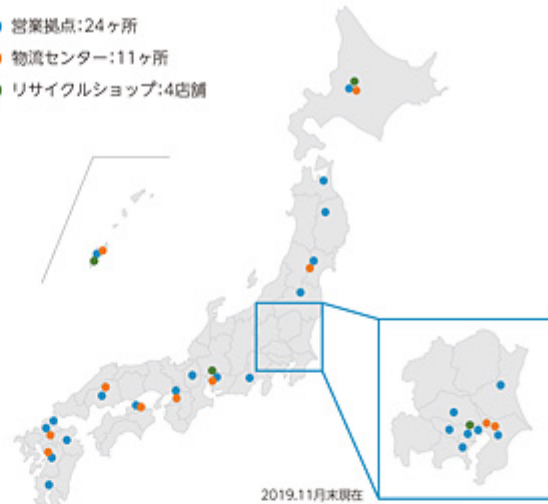 営業拠点:24ヶ所
物流センター:11ヶ所
リサイクルショップ:4店舗
2019.11月末現在